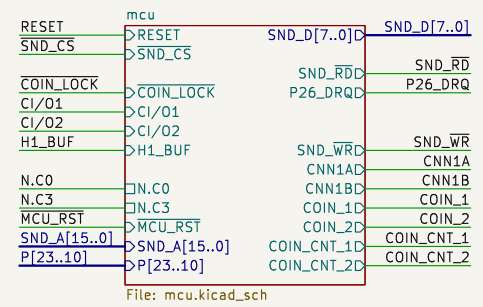 mcu
RESET RESET SND_D[7..0] SND_D[7..0]
SND_CS SND_CS
SND_RD SND_RD
COIN_LOCK COIN_LOCK P26_DRQ P26_DRQ
CI/O1 CI/O1
CI/O2 CI/O2
H1_BUF H1_BUF SND_WR SND_WR
CNN1A CNN1A
N.C0 N.C0 CNN1B CNN1B
N.C3 N.C3 COIN_1 COIN_1
MCU_RST MCU_RST COIN_2 COIN_2
SND_A[15..0] SND_A[15..0] COIN_CNT_1 COIN_CNT_1
P[23..10] P[23..10] COIN_CNT_2 COIN_CNT_2
File: mcu.kicad_sch